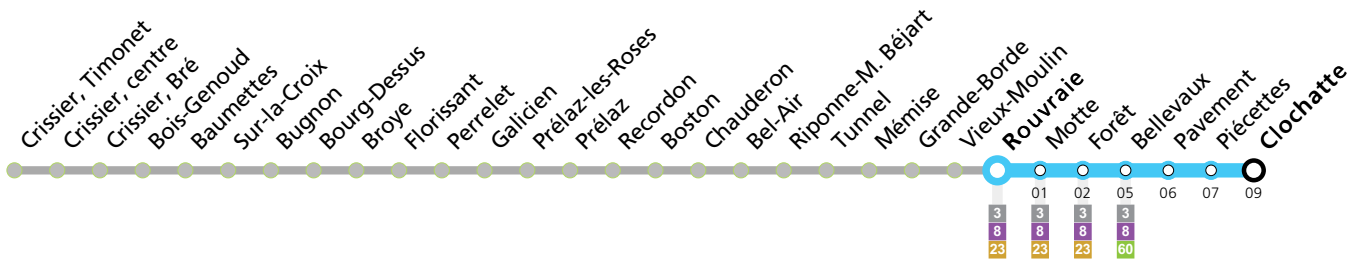 Crissier, Timonet
Crissier, centre
Crissier, Bré
Bois-Genoud
Baumettes
Sur-la-Croix
Bugnon
Bourg-Dessus
Broye
Florissant
Perrelet
Galicien
Prélaz-les-Roses
Prélaz
Recordon
Boston
Chauderon
Bel-Air
Riponne-M. Béjart
Tunnel
Mémise
Grande-Borde
Vieux-Moulin
Rouvraie
Motte
Forêt
Bellevaux
Pavement
Piécettes
Clochatte
01 02 05 06 07 09
3 3 3 3
8 8 8 8
23 23 23 60